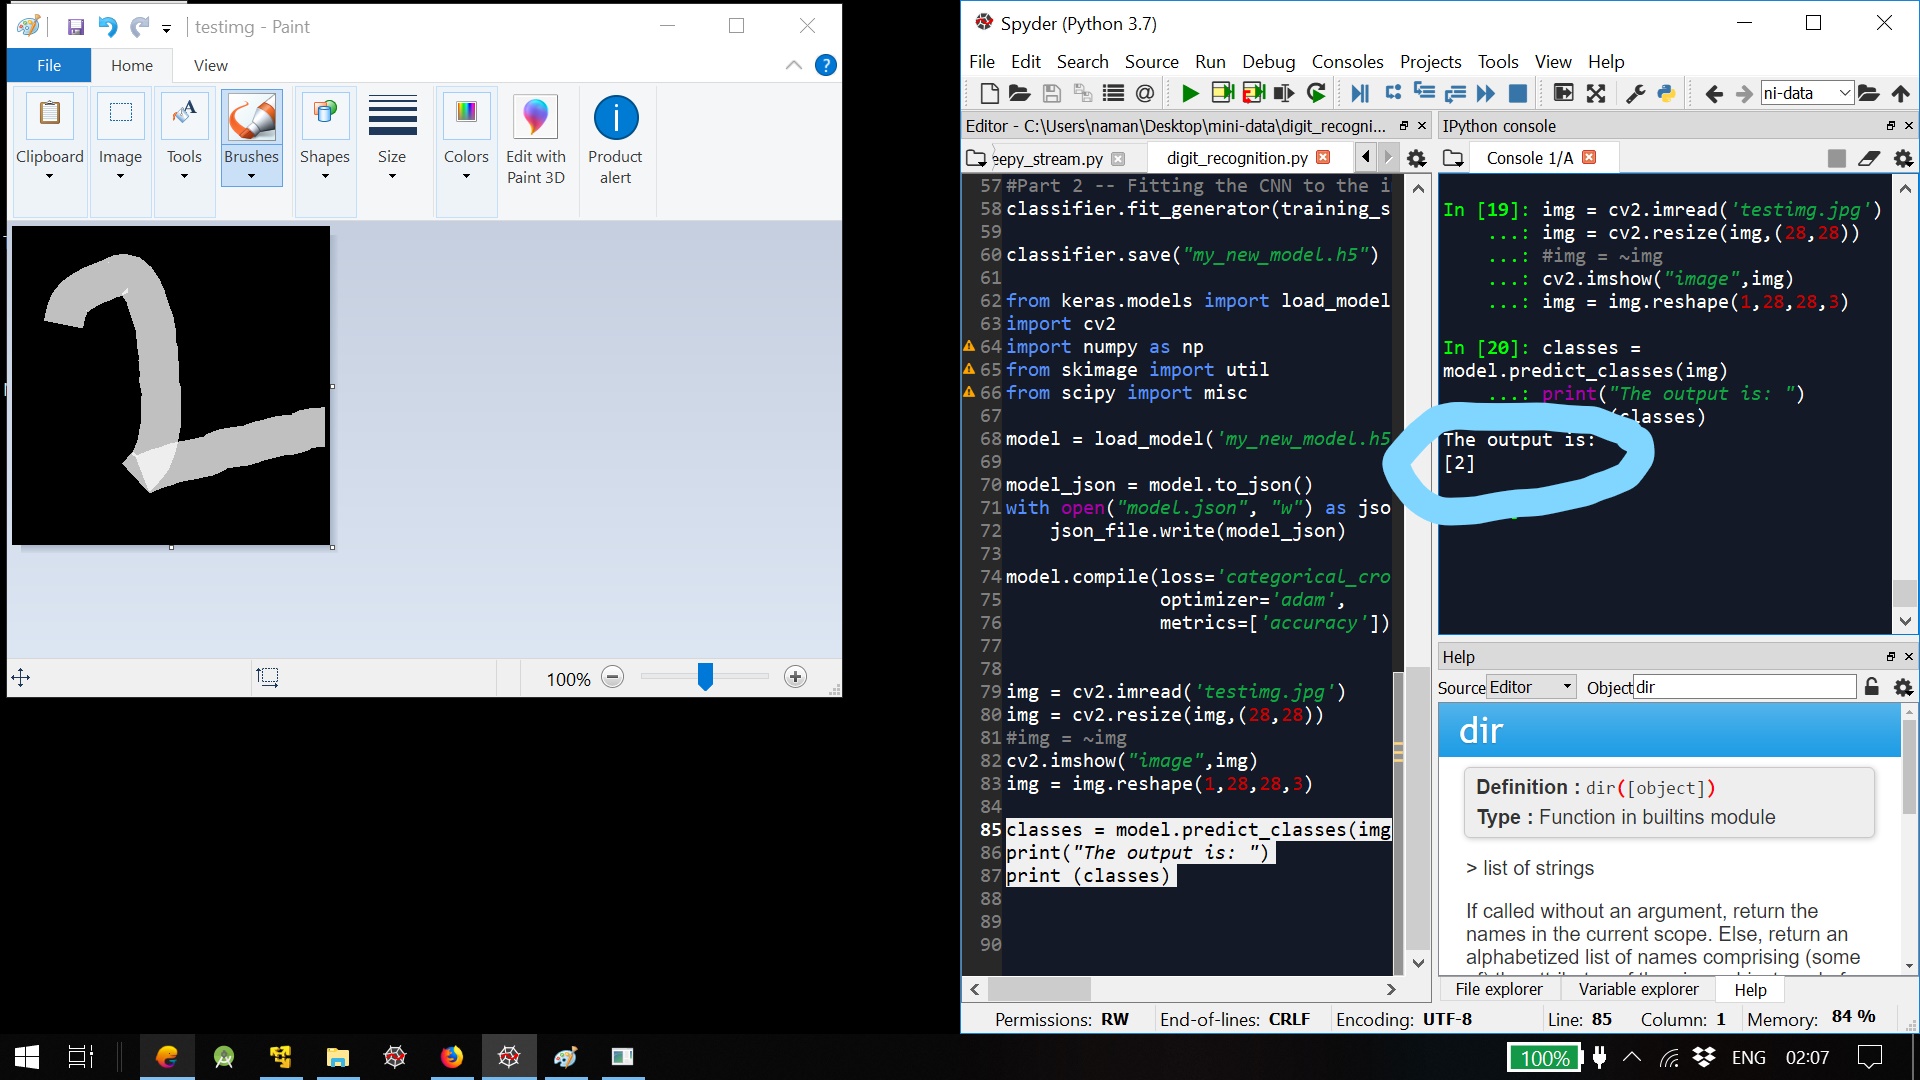 testimg - Paint
File
Home
View
Clipboard
Image
Tools
Brushes
Shapes
Size
Colors
Edit with
Paint 3D
Product
alert
2
100%
Spyder (Python 3.7)
File Edit Search Source Run Debug Consoles Projects Tools View Help
ni-data
Editor - C:\Users\naman\Desktop\mini-data\digit_recogni...
eepy_stream.py
digit_recognition.py
57 #Part 2 -- Fitting the CNN to the i
58 classifier.fit_generator(training_s
59
60 classifier.save("my_new_model.h5")
61
62 from keras.models import load_model
63 import cv2
64 import numpy as np
65 from skimage import util
66 from scipy import misc
67
68 model = load_model('my_new_model.h5
69
70 model_json = model.to_json()
71 with open("model.json", "w") as jso
72     json_file.write(model_json)
73
74 model.compile(loss='categorical_cro
75               optimizer='adam',
76               metrics=['accuracy'])
77
78
79 img = cv2.imread('testimg.jpg')
80 img = cv2.resize(img,(28,28))
81 #img = ~img
82 cv2.imshow("image",img)
83 img = img.reshape(1,28,28,3)
84
85 classes = model.predict_classes(img
86 print("The output is: ")
87 print (classes)
88
89
90
Permissions: RW End-of-lines: CRLF Encoding: UTF-8 Line: 85 Column: 1 Memory: 84 %
IPython console
Console 1/A
In [19]: img = cv2.imread('testimg.jpg')
    ...: img = cv2.resize(img,(28,28))
    ...: #img = ~img
    ...: cv2.imshow("image",img)
    ...: img = img.reshape(1,28,28,3)
In [20]: classes =
model.predict_classes(img)
    ...: print("The output is: ")
(classes)
The output is:
[2]
Help
Source Editor Object dir
dir
Definition : dir([object])
Type : Function in builtins module
> list of strings
If called without an argument, return the
names in the current scope. Else, return an
alphabetized list of names comprising (some
File explorer Variable explorer Help
100% ENG 02:07